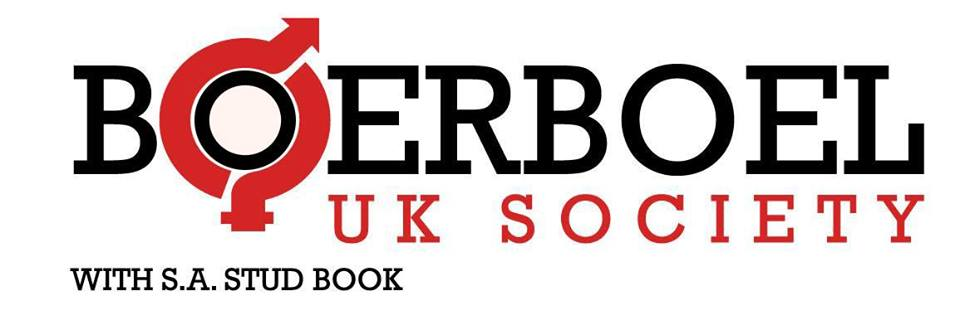 BOERBOEL
UK SOCIETY
WITH S.A. STUD BOOK